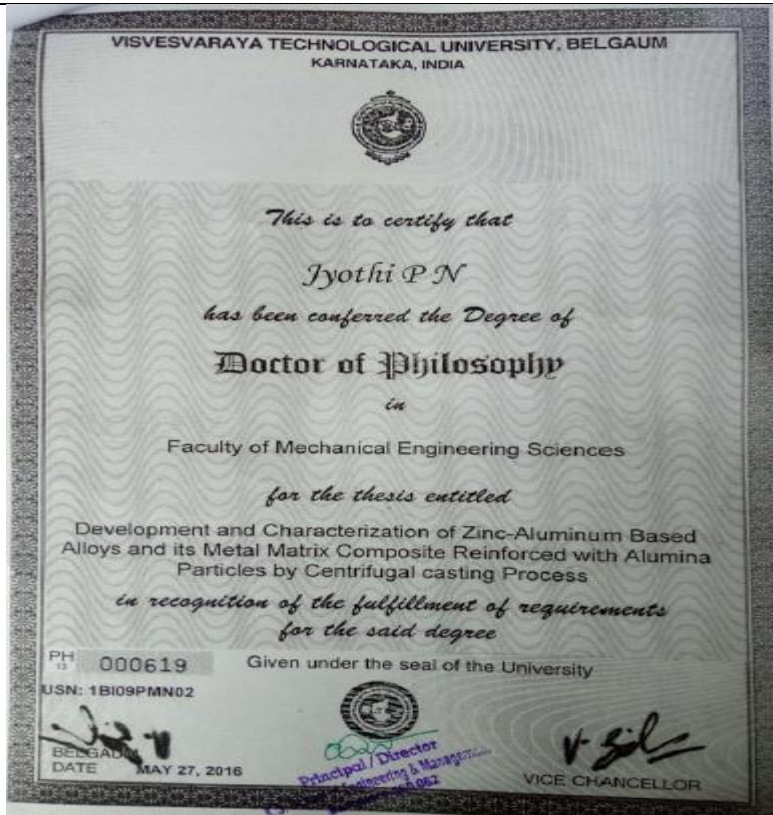 VISVESVARAYA TECHNOLOGICAL UNIVERSITY, BELGAUM
KARNATAKA, INDIA
This is to certify that
Jyothi P N
has been conferred the Degree of
Doctor of Philosophy
in
Faculty of Mechanical Engineering Sciences
for the thesis entitled
Development and Characterization of Zinc-Aluminum Based
Alloys and its Metal Matrix Composite Reinforced with Alumina
Particles by Centrifugal casting Process
in recognition of the fulfillment of requirements
for the said degree
PH 13 000619 Given under the seal of the University
USN: 1BI09PMN02
BELGAUM
DATE MAY 27, 2016
Principal / Director
Engineering & Management
VICE CHANCELLOR